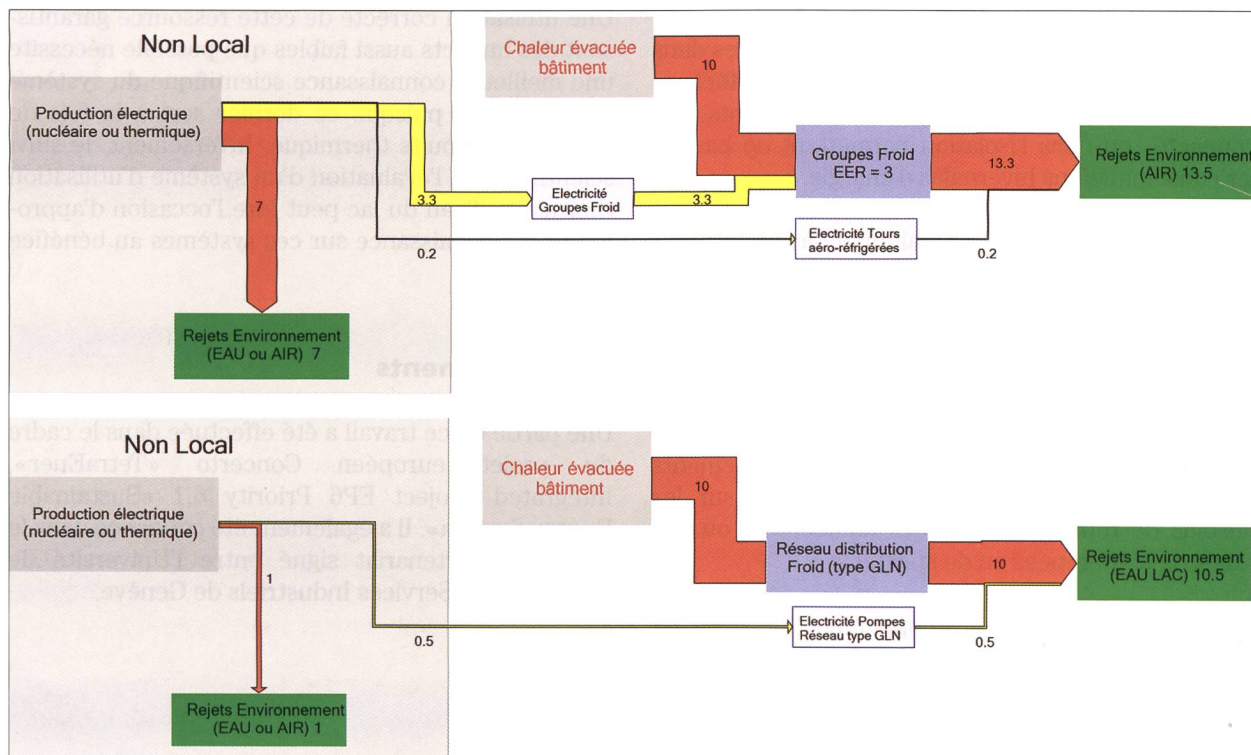 Non Local
Production électrique
(nucléaire ou thermique)
7
Rejets Environnement
(EAU ou AIR) 7
3.3
0.2
Electricité
Groupes Froid
3.3
Chaleur évacuée
bâtiment
10
Groupes Froid
EER = 3
Electricité Tours
aéro-réfrigérées
13.3
0.2
Rejets Environnement
(AIR) 13.5
Non Local
Production électrique
(nucléaire ou thermique)
1
Rejets Environnement
(EAU ou AIR) 1
0.5
Chaleur évacuée
bâtiment
10
Réseau distribution
Froid (type GLN)
Electricité Pompes
Réseau type GLN
10
0.5
Rejets Environnement
(EAU LAC) 10.5